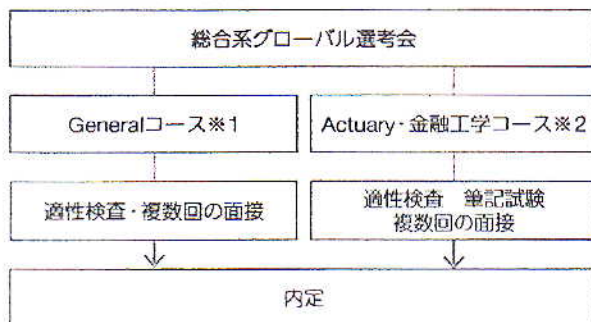 総合系グローバル選考会
Generalコース※1
Actuary・金融工学コース※2
適性検査・複数回の面接
適性検査　筆記試験
複数回の面接
内定